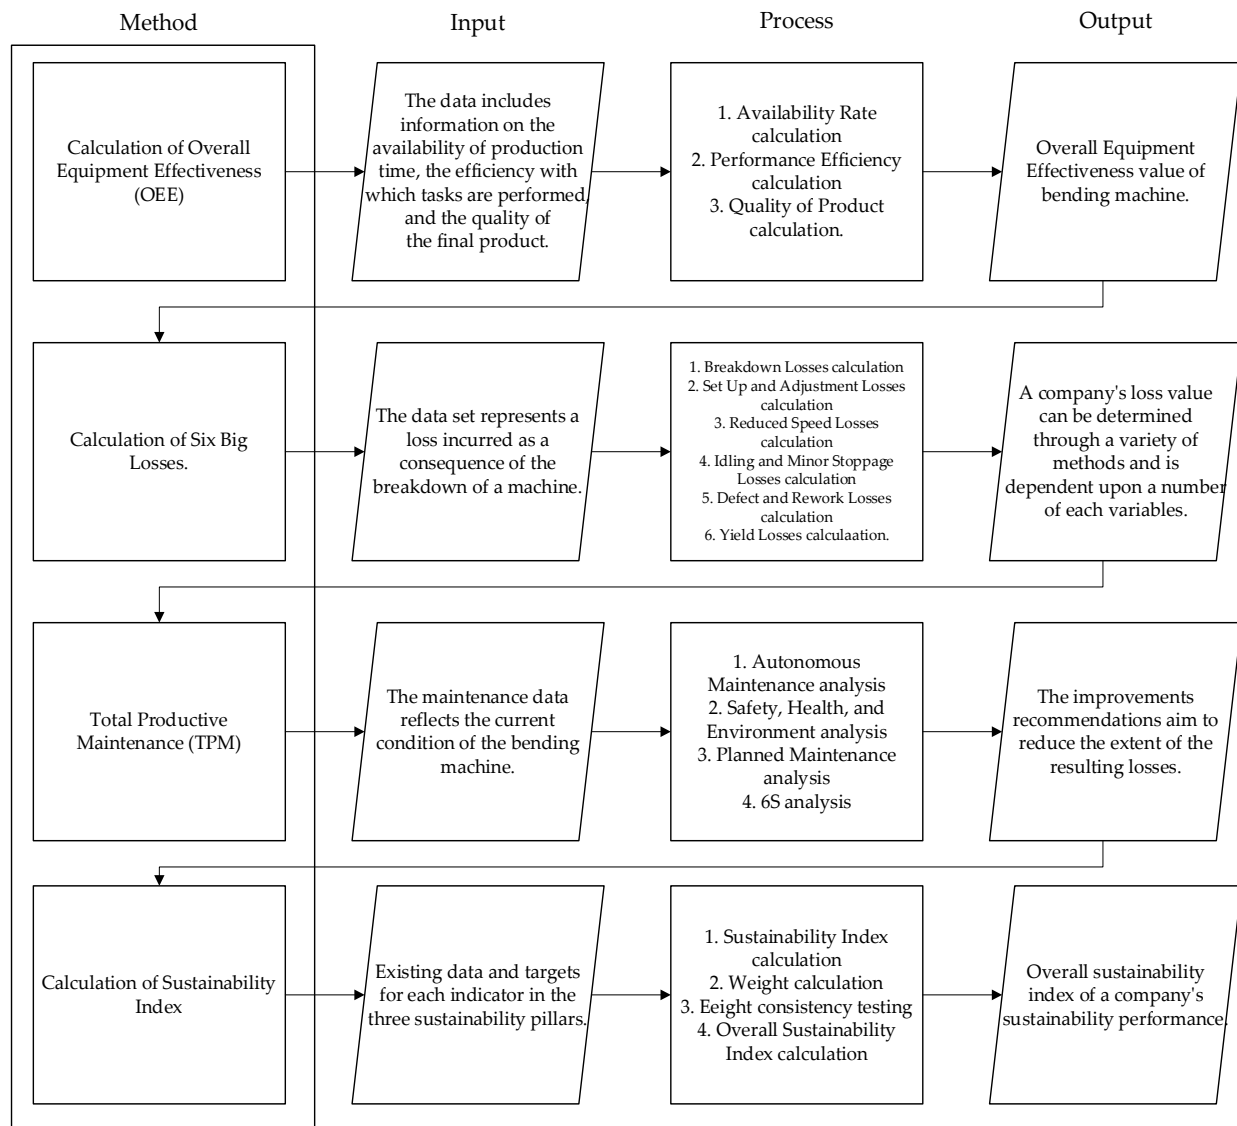 Method
Input
Process
Output
Calculation of Overall
Equipment Effectiveness
(OEE)
The data includes
information on the
availability of production
time, the efficiency with
which tasks are performed,
and the quality of
the final product.
1. Availability Rate
calculation
2. Performance Efficiency
calculation
3. Quality of Product
calculation.
Overall Equipment
Effectiveness value of
bending machine.
Calculation of Six Big
Losses.
The data set represents a
loss incurred as a
consequence of the
breakdown of a machine.
1. Breakdown Losses calculation
2. Set Up and Adjustment Losses
calculation
3. Reduced Speed Losses
calculation
4. Idling and Minor Stoppage
Losses calculation
5. Defect and Rework Losses
calculation
6. Yield Losses calculaation.
A company's loss value
can be determined
through a variety of
methods and is
dependent upon a number
of each variables.
Total Productive
Maintenance (TPM)
The maintenance data
reflects the current
condition of the bending
machine.
1. Autonomous
Maintenance analysis
2. Safety, Health, and
Environment analysis
3. Planned Maintenance
analysis
4. 6S analysis
The improvements
recommendations aim to
reduce the extent of the
resulting losses.
Calculation of Sustainability
Index
Existing data and targets
for each indicator in the
three sustainability pillars.
1. Sustainability Index
calculation
2. Weight calculation
3. Eeight consistency testing
4. Overall Sustainability
Index calculation
Overall sustainability
index of a company's
sustainability performance.